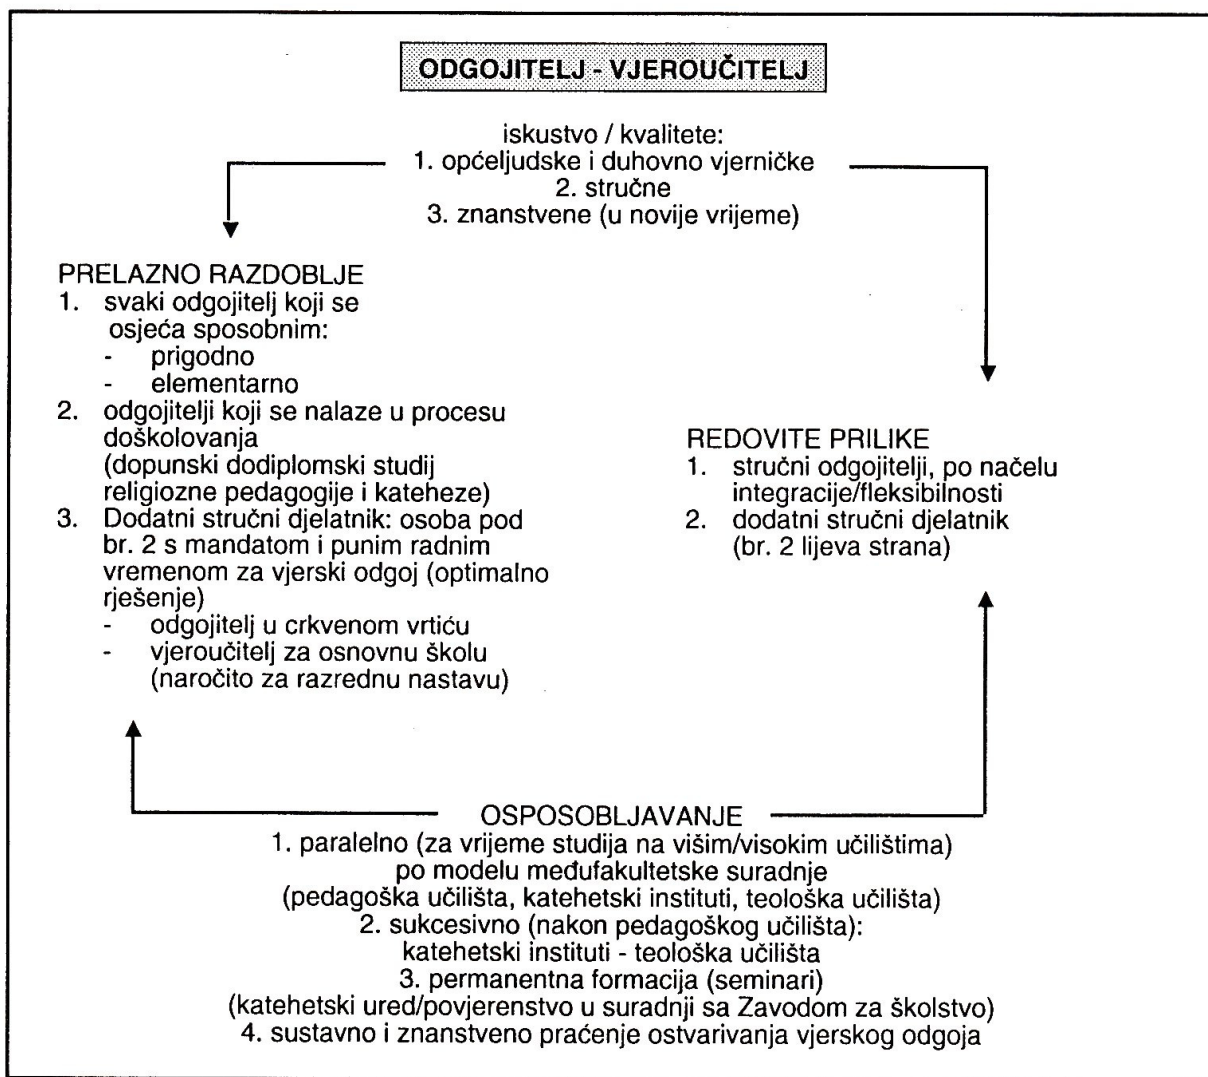 ODGOJITELJ - VJEROUČITELJ
iskustvo / kvalitete:
1. općeljudske i duhovno vjerničke
2. stručne
3. znanstvene (u novije vrijeme)
PRELAZNO RAZDOBLJE
1. svaki odgojitelj koji se
osjeća sposobnim:
- prigodno
- elementarno
2. odgojitelji koji se nalaze u procesu
doškolovanja
(dopunski dodiplomski studij
religiozne pedagogije i kateheze)
3. Dodatni stručni djelatnik: osoba pod
br. 2 s mandatom i punim radnim
vremenom za vjerski odgoj (optimalno
rješenje)
- odgojitelj u crkvenom vrtiću
- vjeroučitelj za osnovnu školu
(naročito za razrednu nastavu)
REDOVITE PRILIKE
1. stručni odgojitelji, po načelu
integracije/fleksibilnosti
2. dodatni stručni djelatnik
(br. 2 lijeva strana)
OSPOSOBLJAVANJE
1. paralelno (za vrijeme studija na višim/visokim učilištima)
po modelu međufakultetske suradnje
(pedagoška učilišta, katehetski instituti, teološka učilišta)
2. sukcesivno (nakon pedagoškog učilišta):
katehetski instituti - teološka učilišta
3. permanentna formacija (seminari)
(katehetski ured/povjerenstvo u suradnji sa Zavodom za školstvo)
4. sustavno i znanstveno praćenje ostvarivanja vjerskog odgoja